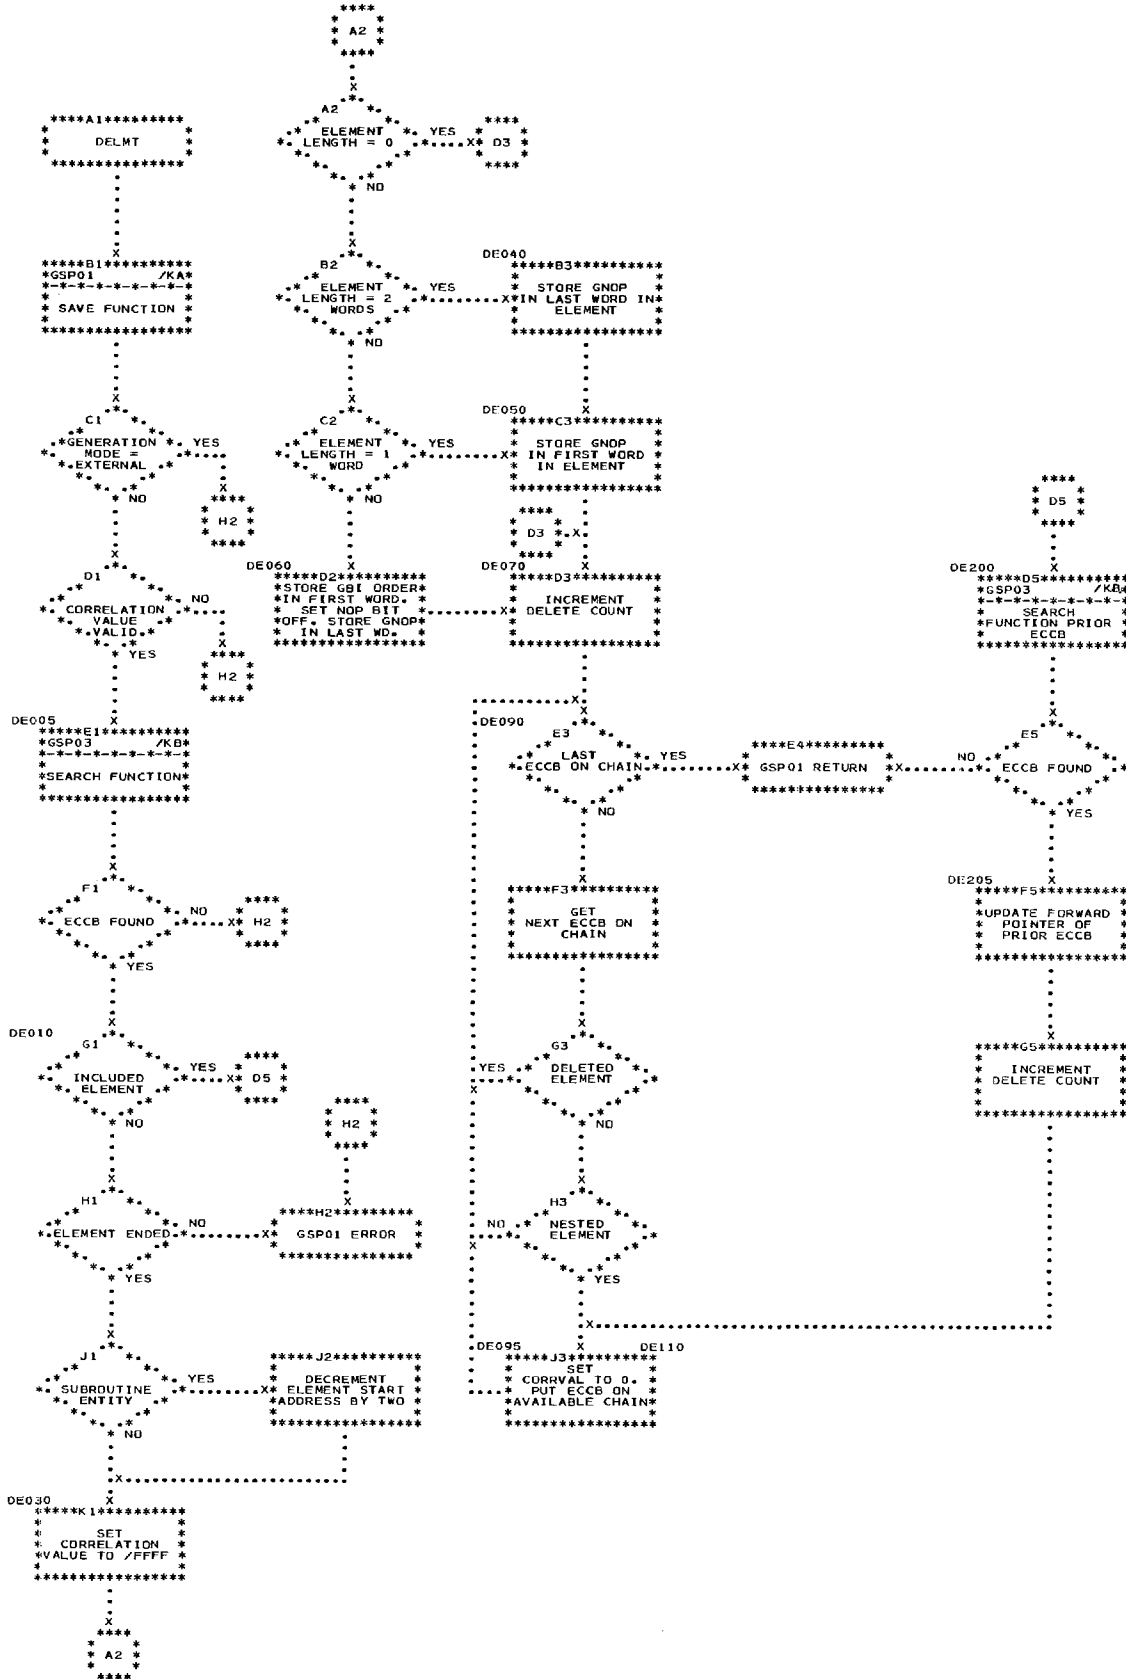 A2
A1
DELMT
A2
ELEMENT
LENGTH = 0
YES
D3
NO
B1
GSP01 /KA
SAVE FUNCTION
B2
ELEMENT
LENGTH = 2
WORDS
YES
NO
DE040
B3
STORE GNOP
IN LAST WORD IN
ELEMENT
C1
GENERATION
MODE =
EXTERNAL
YES
NO
H2
C2
ELEMENT
LENGTH = 1
WORD
YES
NO
DE050
C3
STORE GNOP
IN FIRST WORD
IN ELEMENT
D3
D5
D1
CORRELATION
VALUE
VALID
NO
YES
H2
DE060
D2
STORE GBI ORDER
IN FIRST WORD.
SET NOP BIT
OFF. STORE GNOP
IN LAST WD.
DE070
D3
INCREMENT
DELETE COUNT
DE200
D5
GSP03 /KB
SEARCH
FUNCTION PRIOR
ECCB
DE005
E1
GSP03 /KB
SEARCH FUNCTION
DE090
E3
LAST
ECCB ON CHAIN
YES
NO
E4
GSP01 RETURN
E5
NO
ECCB FOUND
YES
F1
ECCB FOUND
NO
H2
YES
F3
GET
NEXT ECCB ON
CHAIN
DE205
F5
UPDATE FORWARD
POINTER OF
PRIOR ECCB
DE010
G1
INCLUDED
ELEMENT
YES
D5
NO
G3
YES
DELETED
ELEMENT
NO
G5
INCREMENT
DELETE COUNT
H2
H1
ELEMENT ENDED
NO
YES
H2
GSP01 ERROR
H3
NO
NESTED
ELEMENT
YES
J1
SUBROUTINE
ENTITY
YES
NO
J2
DECREMENT
ELEMENT START
ADDRESS BY TWO
DE095
DE110
J3
SET
CORRVAL TO 0.
PUT ECCB ON
AVAILABLE CHAIN
DE030
K1
SET
CORRELATION
VALUE TO /FFFF
A2